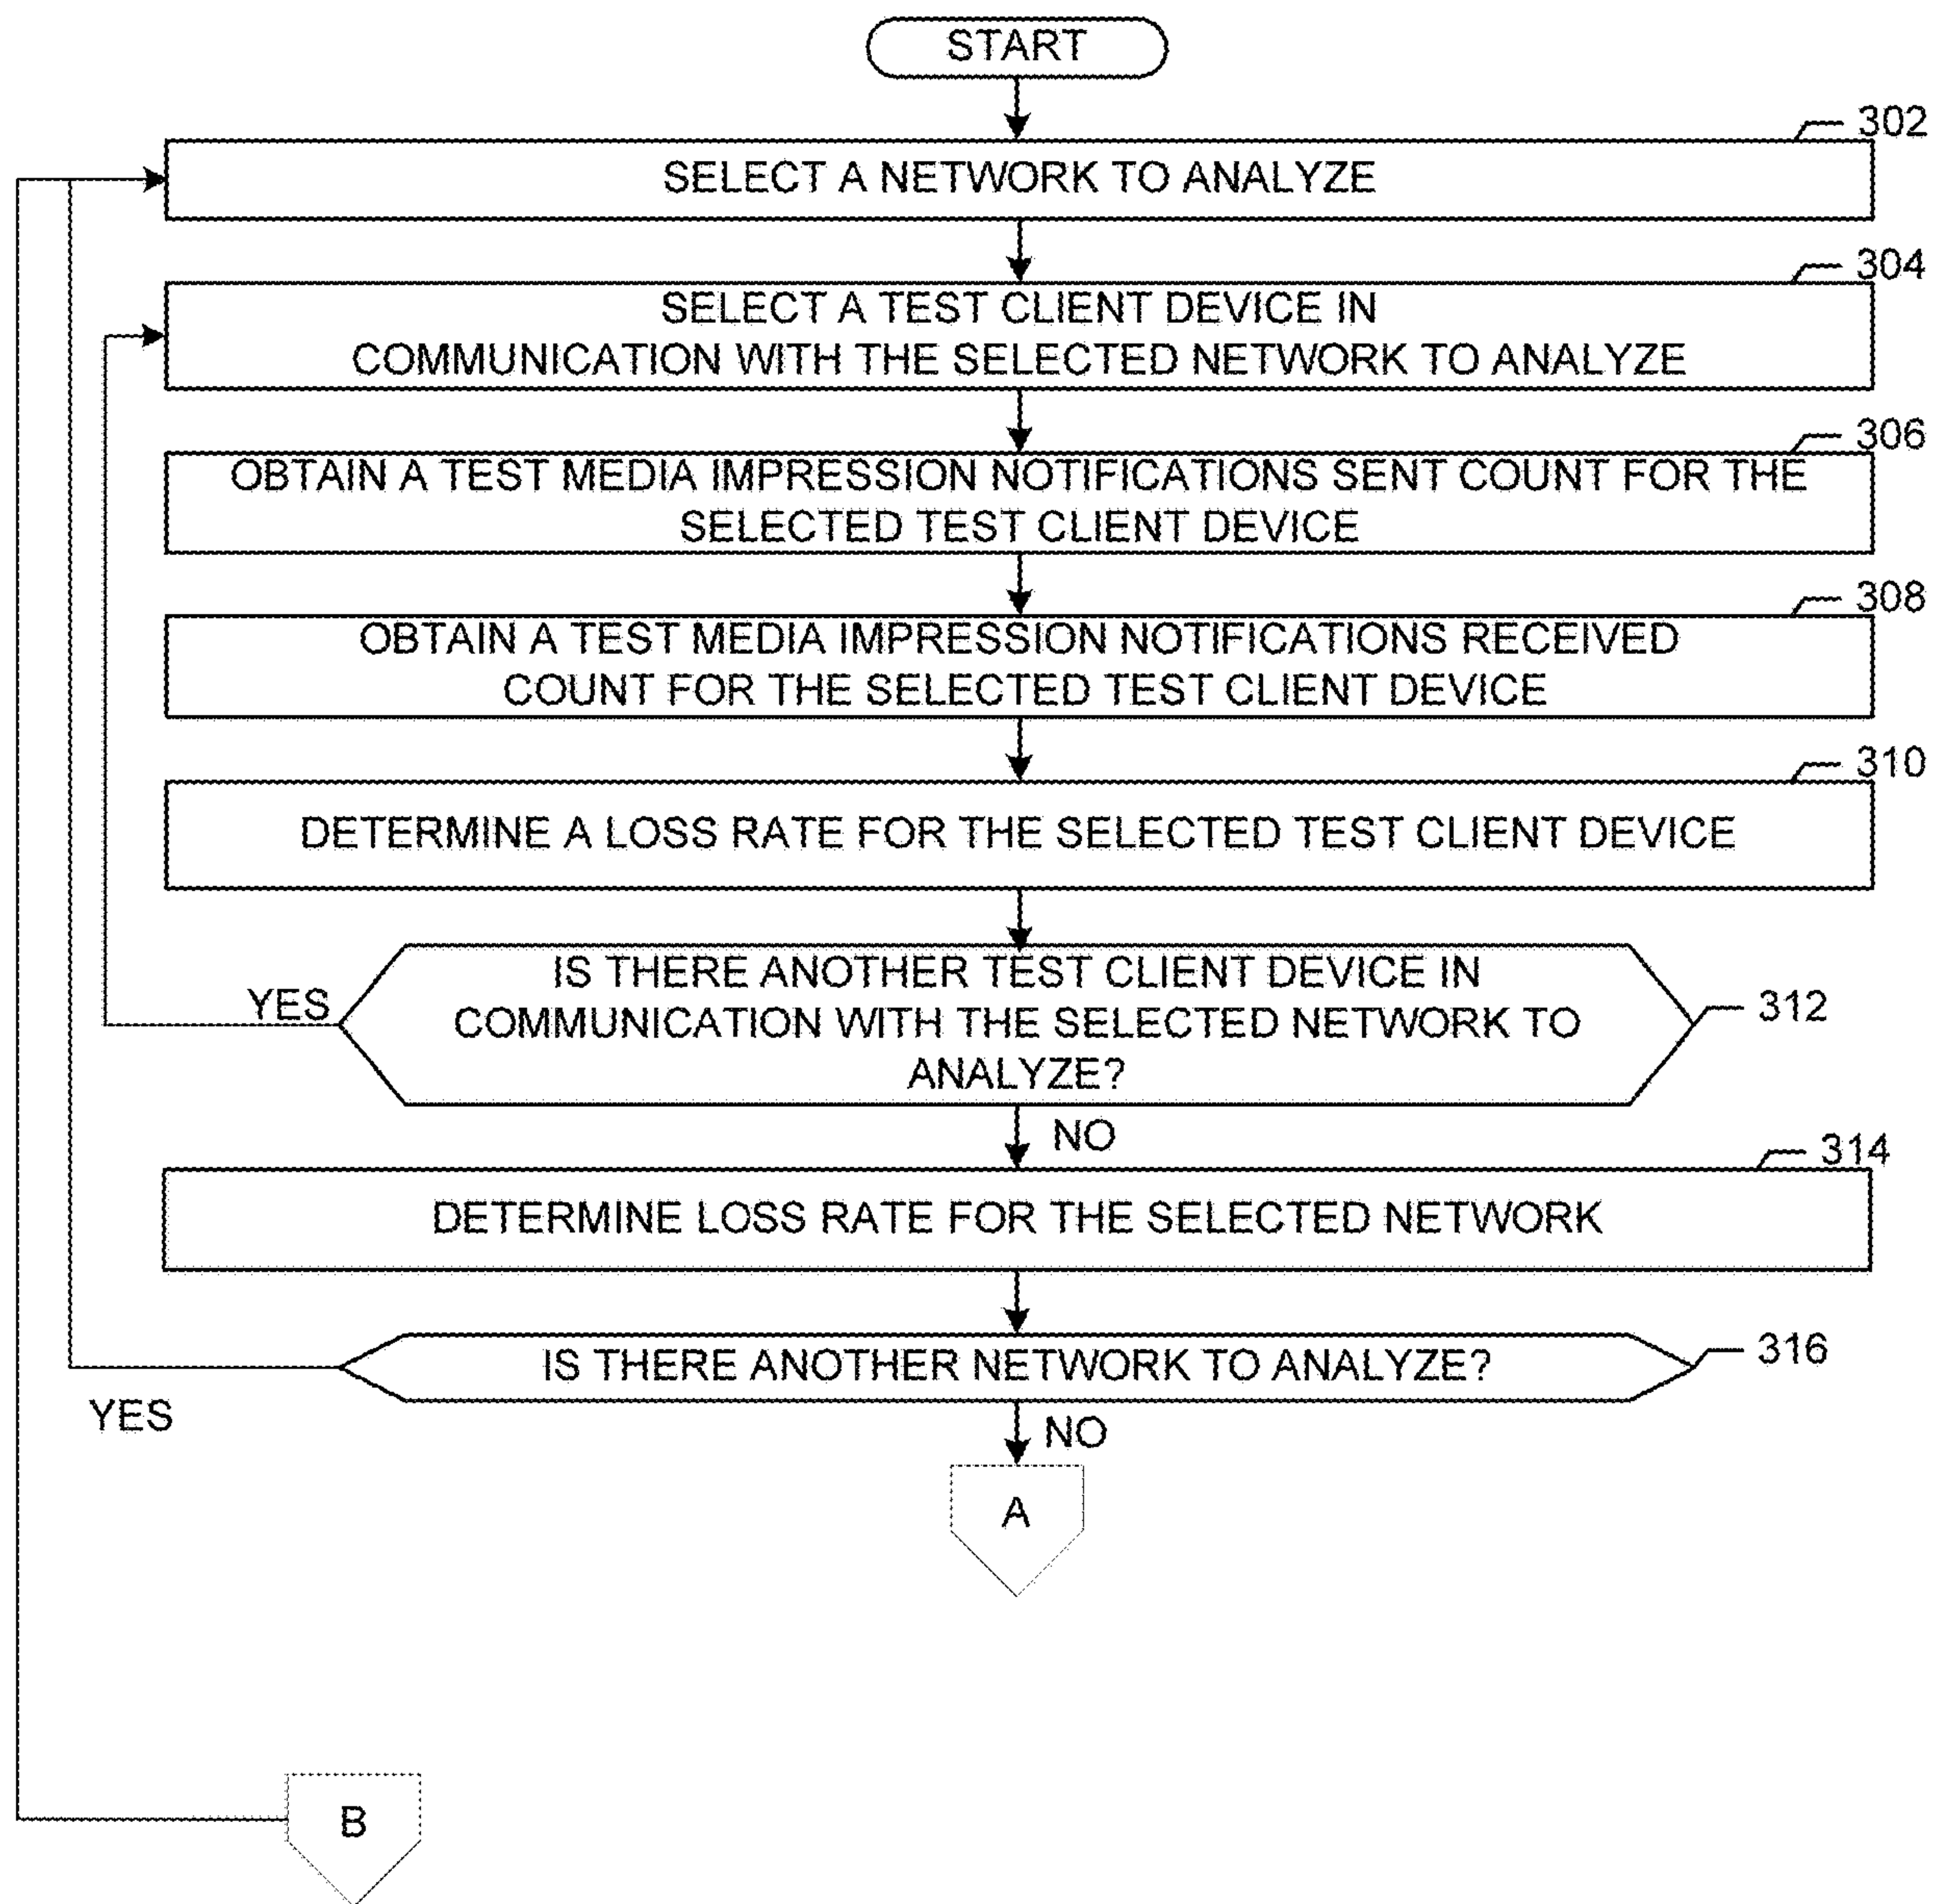 START
302
SELECT A NETWORK TO ANALYZE
304
SELECT A TEST CLIENT DEVICE IN
COMMUNICATION WITH THE SELECTED NETWORK TO ANALYZE
306
OBTAIN A TEST MEDIA IMPRESSION NOTIFICATIONS SENT COUNT FOR THE
SELECTED TEST CLIENT DEVICE
308
OBTAIN A TEST MEDIA IMPRESSION NOTIFICATIONS RECEIVED
COUNT FOR THE SELECTED TEST CLIENT DEVICE
310
DETERMINE A LOSS RATE FOR THE SELECTED TEST CLIENT DEVICE
IS THERE ANOTHER TEST CLIENT DEVICE IN
COMMUNICATION WITH THE SELECTED NETWORK TO
ANALYZE?
YES
312
NO
314
DETERMINE LOSS RATE FOR THE SELECTED NETWORK
IS THERE ANOTHER NETWORK TO ANALYZE?
316
YES
NO
A
B